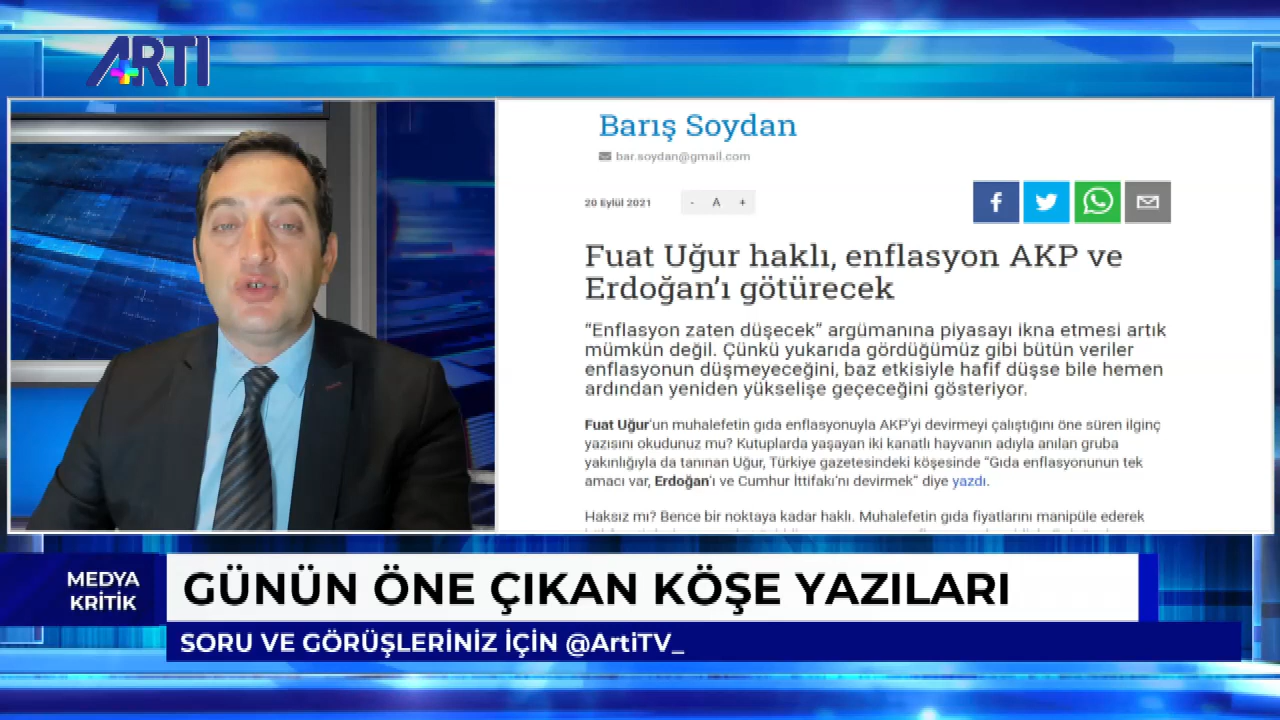 ARTI
Barış Soydan
bar.soydan@gmail.com
20 Eylül 2021
- A +
Fuat Uğur haklı, enflasyon AKP ve
Erdoğan’ı götürecek
“Enflasyon zaten düşecek” argümanına piyasayı ikna etmesi artık
mümkün değil. Çünkü yukarıda gördüğümüz gibi bütün veriler
enflasyonun düşmeyeceğini, baz etkisiyle hafif düşse bile hemen
ardından yeniden yükselişe geçeceğini gösteriyor.
Fuat Uğur’un muhalefetin gıda enflasyonuyla AKP’yi devirmeyi çalıştığını öne süren ilginç
yazısını okudunuz mu? Kutuplarda yaşayan iki kanatlı hayvanın adıyla anılan gruba
yakınlığıyla da tanınan Uğur, Türkiye gazetesindeki köşesinde “Gıda enflasyonunun tek
amacı var, Erdoğan’ı ve Cumhur İttifakı’nı devirmek” diye yazdı.
Haksız mı? Bence bir noktaya kadar haklı. Muhalefetin gıda fiyatlarını manipüle ederek
MEDYA
KRİTİK
GÜNÜN ÖNE ÇIKAN KÖŞE YAZILARI
SORU VE GÖRÜŞLERİNİZ İÇİN @ArtiTV_